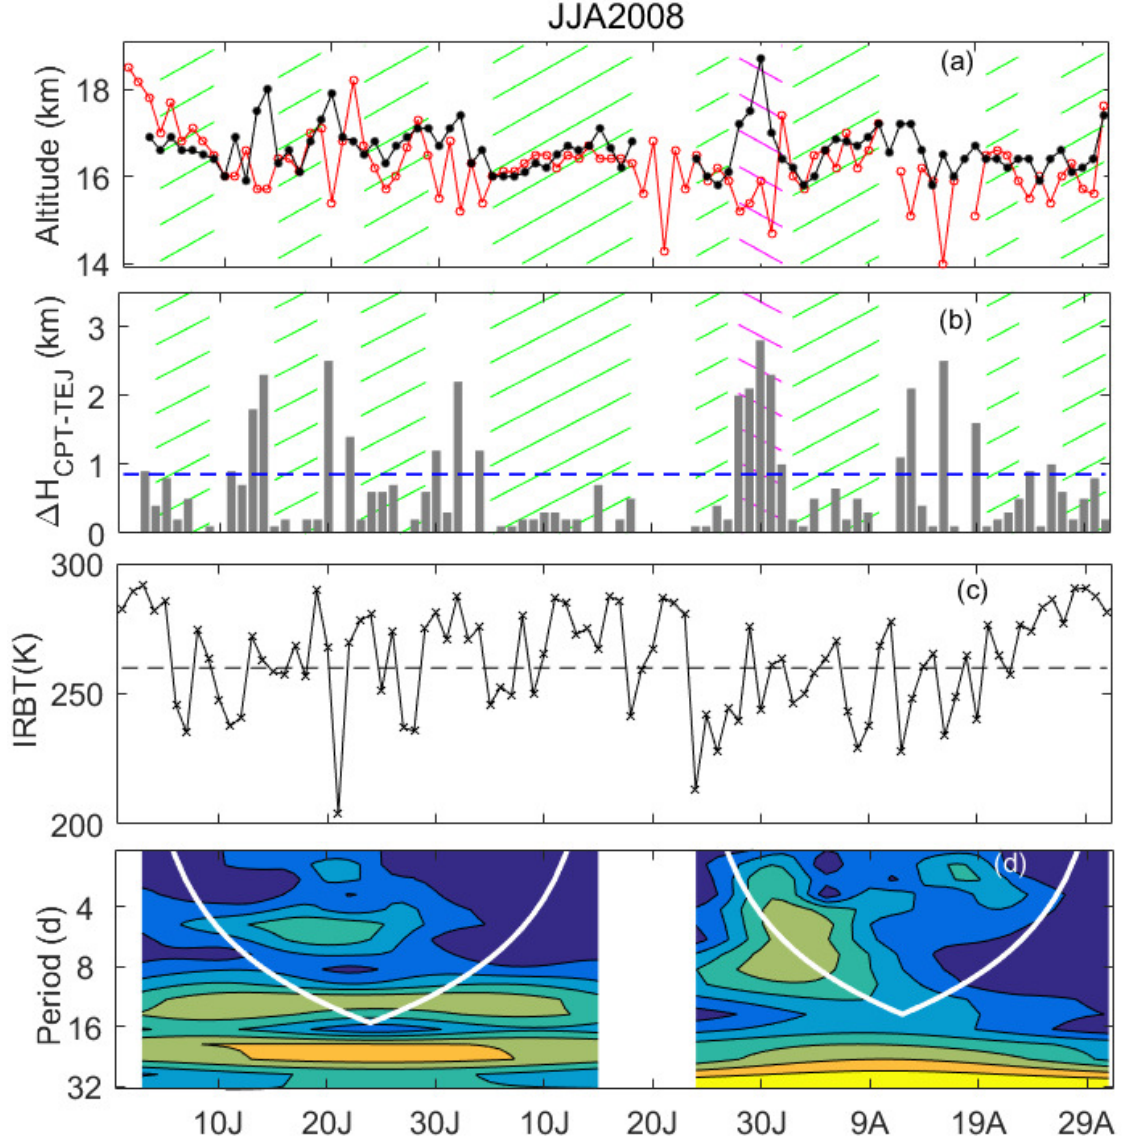 JJA2008
(a)
Altitude (km)
18
16
14
(b)
ΔH_CPT-TEJ (km)
3
2
1
0
(c)
IRBT(K)
300
250
200
(d)
Period (d)
4
8
16
32
10J 20J 30J 10J 20J 30J 9A 19A 29A